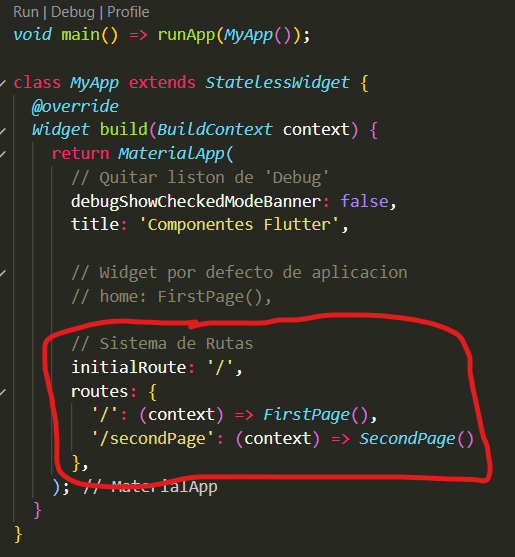 Run | Debug | Profile
void main() => runApp(MyApp());
class MyApp extends StatelessWidget {
@override
Widget build(BuildContext context) {
return MaterialApp(
// Quitar liston de 'Debug'
debugShowCheckedModeBanner: false,
title: 'Componentes Flutter',
// Widget por defecto de aplicacion
// home: FirstPage(),
// Sistema de Rutas
initialRoute: '/',
routes: {
'/': (context) => FirstPage(),
'/secondPage': (context) => SecondPage()
},
); // MaterialApp
}
}